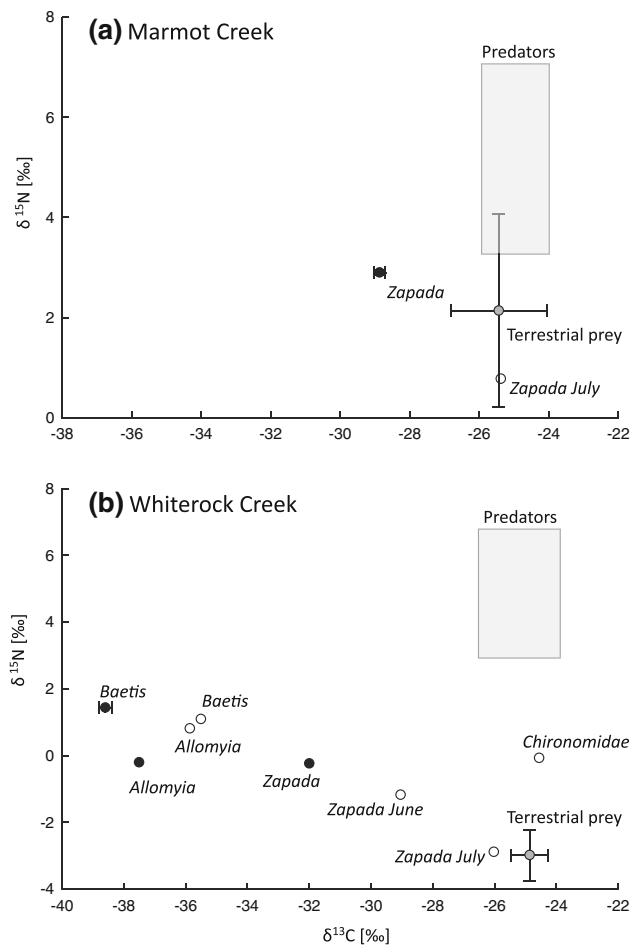 (a) Marmot Creek
8
6
4
2
0
δ ¹⁵N [‰]
Predators
Zapada
Terrestrial prey
Zapada July
-38 -36 -34 -32 -30 -28 -26 -24 -22
(b) Whiterock Creek
8
6
4
2
0
-2
-4
δ ¹⁵N [‰]
Predators
Baetis
Baetis
Allomyia
Chironomidae
Allomyia
Zapada
Zapada June
Terrestrial prey
Zapada July
-40 -38 -36 -34 -32 -30 -28 -26 -24 -22
δ¹³C [‰]